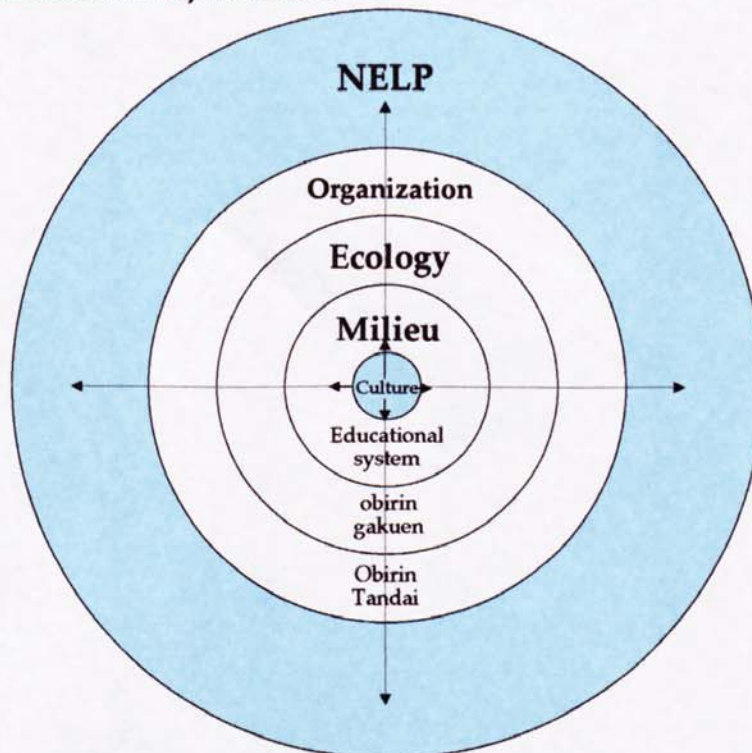 NELP
Organization
Ecology
Milieu
Culture
Educational
system
obirin
gakuen
Obirin
Tandai